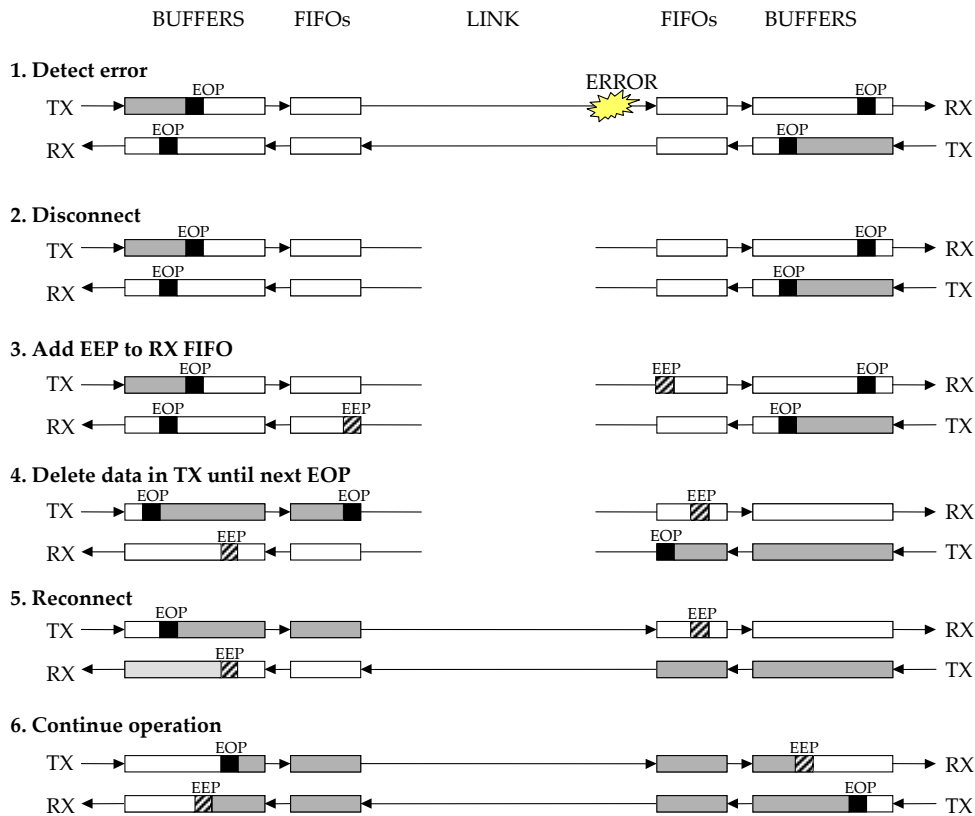 BUFFERS FIFOs LINK FIFOs BUFFERS
1. Detect error
ERROR
EOP EOP
TX RX
EOP EOP
RX TX
2. Disconnect
EOP EOP
TX RX
EOP EOP
RX TX
3. Add EEP to RX FIFO
EOP EEP EOP
TX RX
EOP EEP EOP
RX TX
4. Delete data in TX until next EOP
EOP EOP EEP
TX RX
EEP EOP
RX TX
5. Reconnect
EOP EEP
TX RX
EEP
RX TX
6. Continue operation
EOP EEP
TX RX
EEP EOP
RX TX